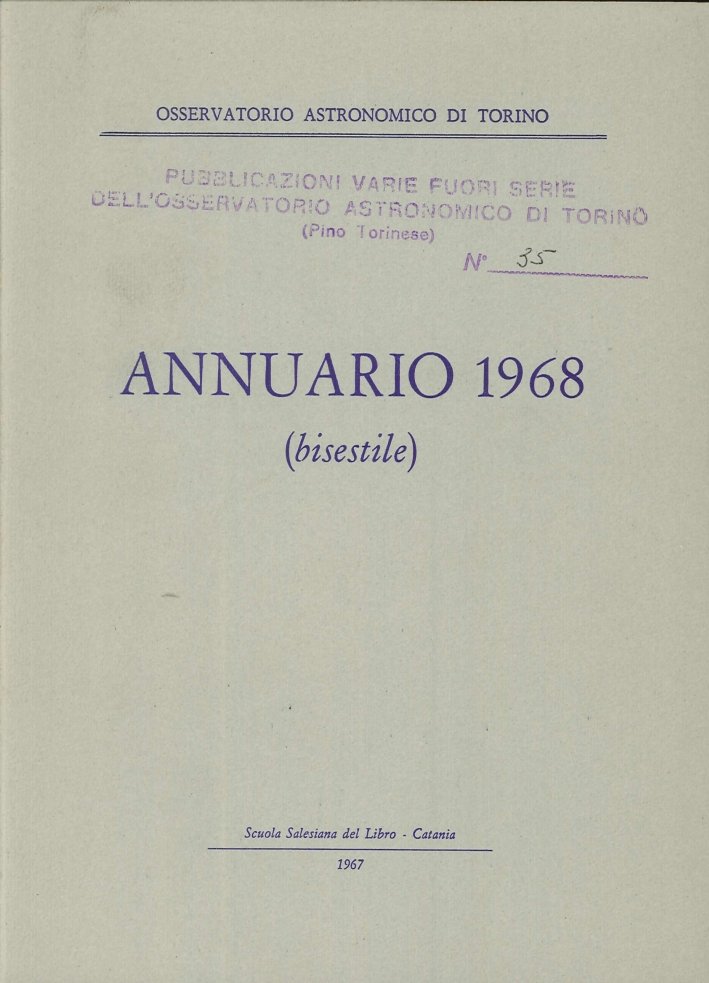 OSSERVATORIO ASTRONOMICO DI TORINO
PUBBLICAZIONI VARIE FUORI SERIE
DELL'OSSERVATORIO ASTRONOMICO DI TORINO
(Pino Torinese)
N° 35
ANNUARIO 1968
(bisestile)
Scuola Salesiana del Libro - Catania
1967